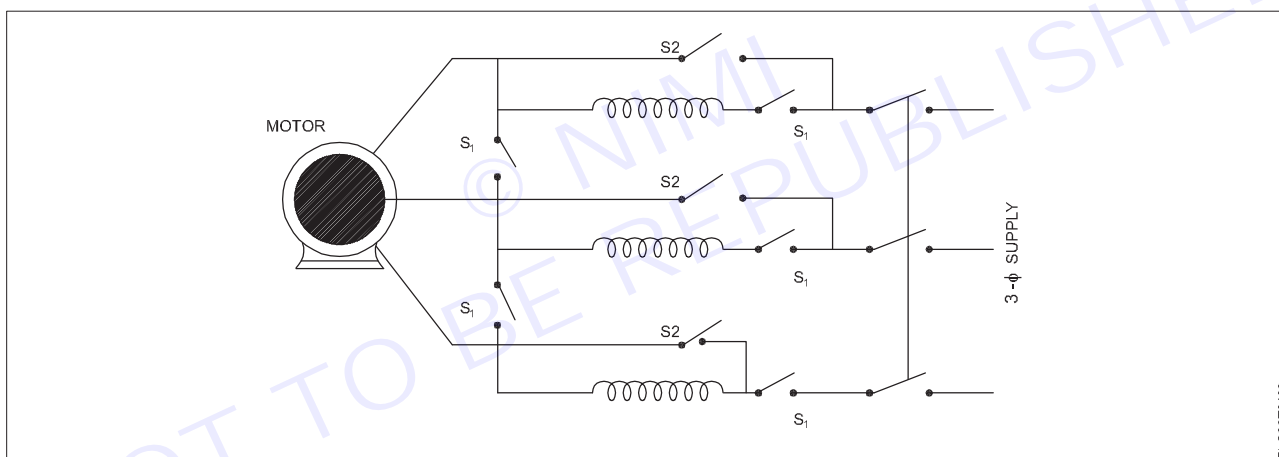 S2
S₁
MOTOR
S₁
S2
S₁
3 -ϕ SUPPLY
S₁
S2
S₁
© NIMI
NOT TO BE REPUBLISHED